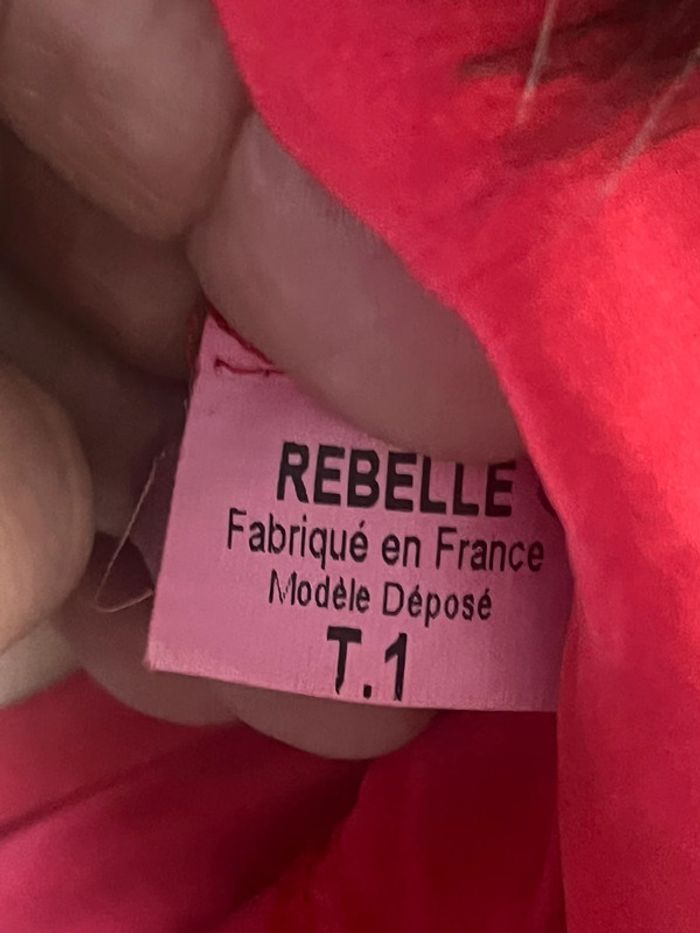 REBELLE
Fabriqué en France
Modèle Déposé
T.1